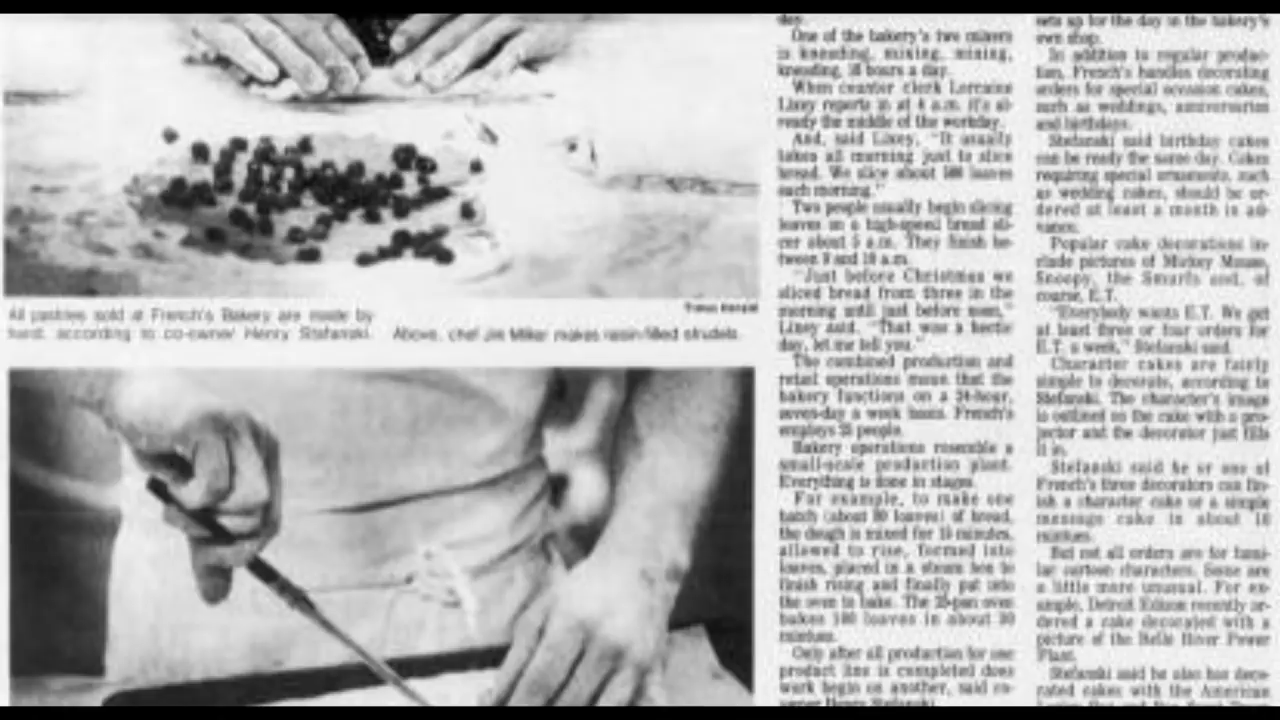 Times Herald
All pastries sold at French's Bakery are made by
hand, according to co-owner Henry Stefanski. Above, chef Jim Miller makes raisin-filled strudels.
day.
One of the bakery's two mixers
is kneading, mixing, mixing,
kneading, 18 hours a day.
When counter clerk Lorraine
Lixey reports in at 4 a.m. it's al-
ready the middle of the workday.
And, said Lixey, "It usually
takes all morning just to slice
bread. We slice about 500 loaves
each morning."
Two people usually begin slicing
loaves on a high-speed bread sli-
cer about 5 a.m. They finish be-
tween 9 and 10 a.m.
"Just before Christmas we
sliced bread from three in the
morning until just before noon,"
Lixey said. "That was a hectic
day, let me tell you."
The combined production and
retail operations mean that the
bakery functions on a 24-hour,
seven-day a week basis. French's
employs 25 people.
Bakery operations resemble a
small-scale production plant.
Everything is done in stages.
For example, to make one
batch (about 80 loaves) of bread,
the dough is mixed for 15 minutes,
allowed to rise, formed into
loaves, placed in a steam box to
finish rising and finally put into
the oven to bake. The 25-pan oven
bakes 100 loaves in about 30
minutes.
Only after all production for one
product line is completed does
work begin on another, said co-
owner Henry Stefanski.
sets up for the day in the bakery's
own shop.
In addition to regular produc-
tion, French's handles decorating
orders for special occasion cakes,
such as weddings, anniversaries
and birthdays.
Stefanski said birthday cakes
can be ready the same day. Cakes
requiring special ornaments, such
as wedding cakes, should be or-
dered at least a month in ad-
vance.
Popular cake decorations in-
clude pictures of Mickey Mouse,
Snoopy, the Smurfs and, of
course, E.T.
"Everybody wants E.T. We get
at least three or four orders for
E.T. a week," Stefanski said.
Character cakes are fairly
simple to decorate, according to
Stefanski. The character's image
is outlined on the cake with a pro-
jector and the decorator just fills
it in.
Stefanski said he or one of
French's three decorators can fin-
ish a character cake or a simple
message cake in about 10
minutes.
But not all orders are for fami-
liar cartoon characters. Some are
a little more unusual. For ex-
ample, Detroit Edison recently or-
dered a cake decorated with a
picture of the Belle River Power
Plant.
Stefanski said he also has deco-
rated cakes with the American